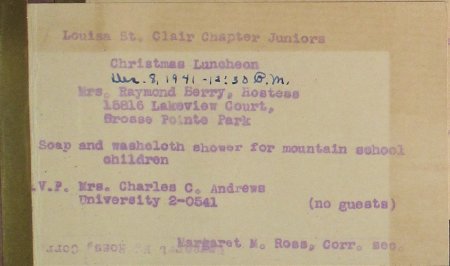 Louisa St. Clair Chapter Juniors
Christmas Luncheon
Dec. 8, 1941 - 12:30 P.M.
Mrs. Raymond Berry, Hostess
15816 Lakeview Court,
Grosse Pointe Park
Soap and washcloth shower for mountain school
children
.V.P. Mrs. Charles C. Andrews
University 2-0541 (no guests)
Margaret M. Ross, Corr. sec.